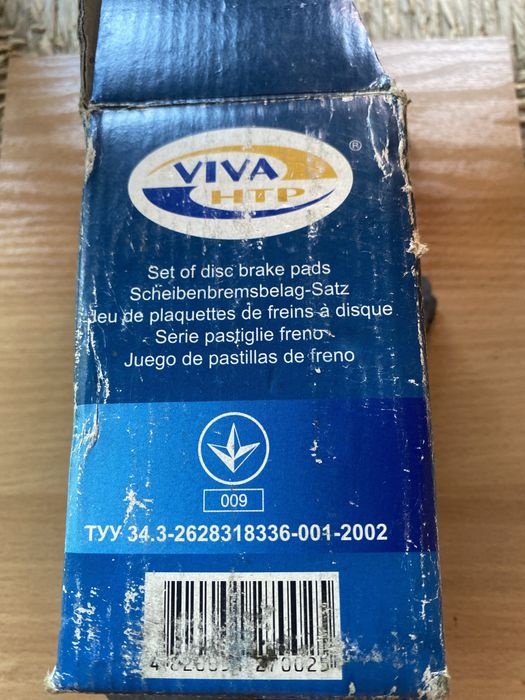 VIVA
®
НТР
Set of disc brake pads
Scheibenbremsbelag-Satz
Jeu de plaquettes de freins à disque
Serie pastiglie freno
Juego de pastillas de freno
009
ТУУ 34.3-2628318336-001-2002